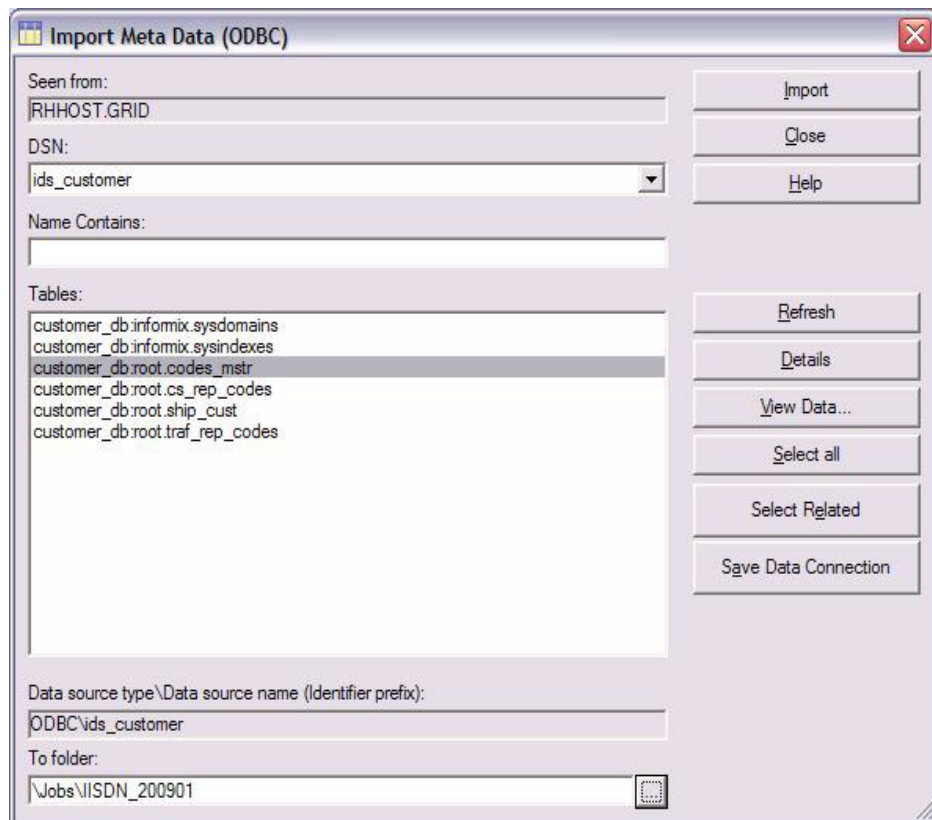 Import Meta Data (ODBC)
Seen from:
RHHOST.GRID
DSN:
ids_customer
Name Contains:
Tables:
customer_db:informix.sysdomains
customer_db:informix.sysindexes
customer_db:root.codes_mstr
customer_db:root.cs_rep_codes
customer_db:root.ship_cust
customer_db:root.traf_rep_codes
Data source type\Data source name (Identifier prefix):
ODBC\ids_customer
To folder:
\Jobs\IISDN_200901
...
Import
Close
Help
Refresh
Details
View Data...
Select all
Select Related
Save Data Connection